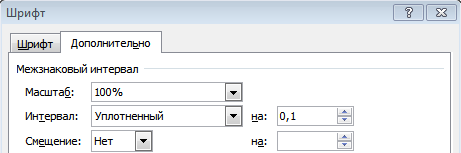 Шрифт
Шрифт Дополнительно
Межзнаковый интервал
Масштаб: 100%
Интервал: Уплотненный на: 0,1
Смещение: Нет на: